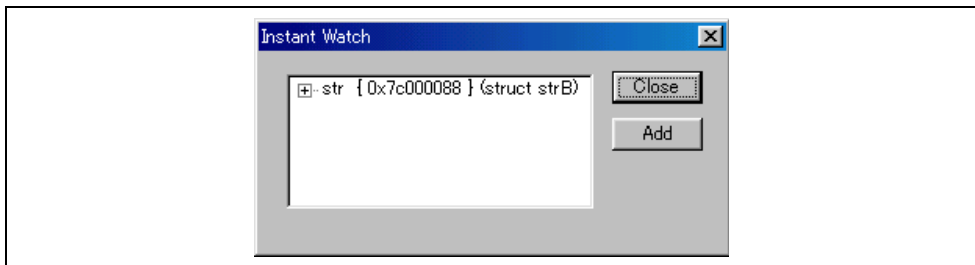 Instant Watch
str { 0x7c000088 } (struct strB)
Close
Add